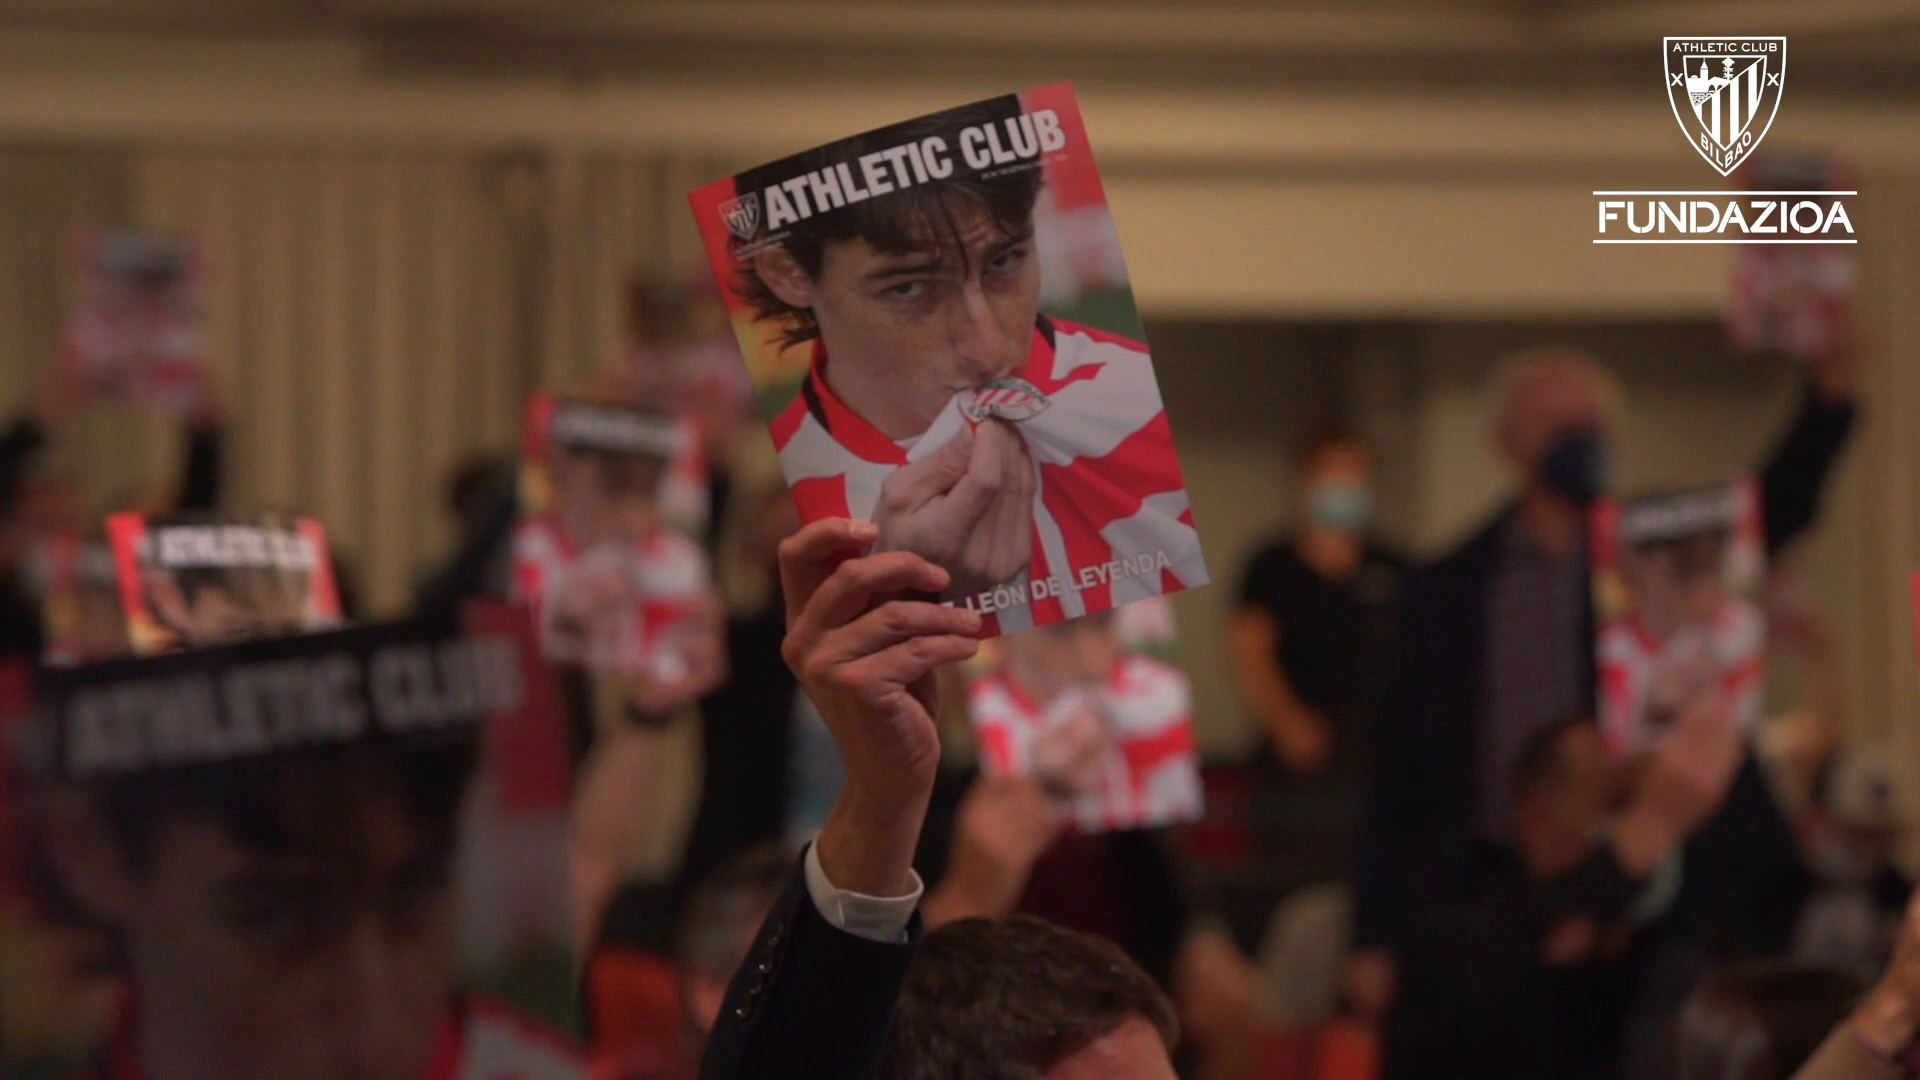 ATHLETIC CLUB
BILBAO
FUNDAZIOA
ATHLETIC CLUB
LEÓN DE LEYENDA
ATHLETIC CLUB
ATHLETIC CLUB